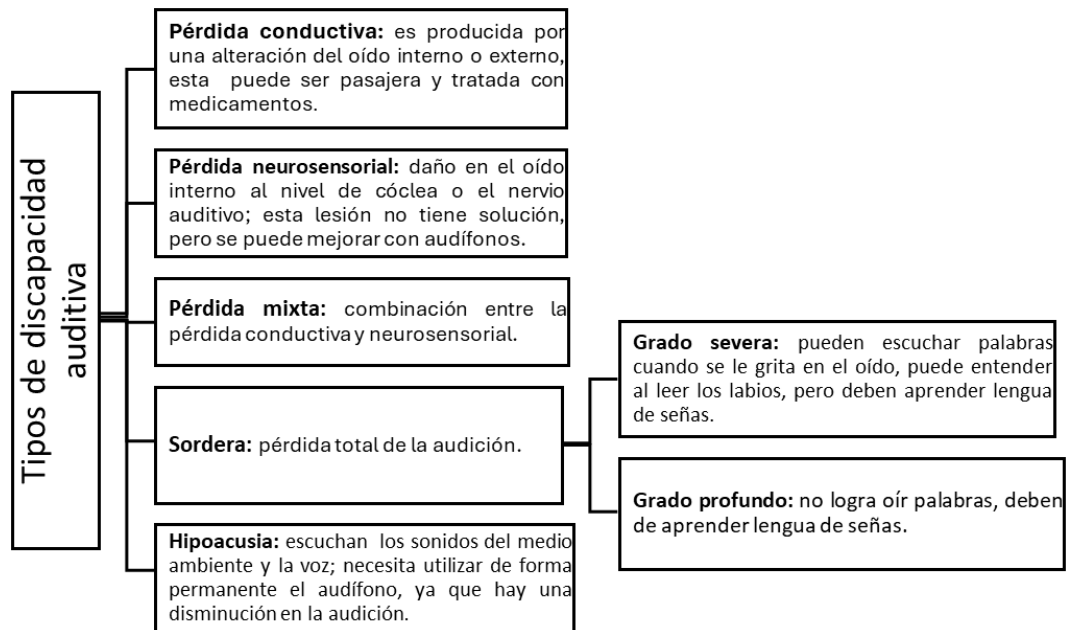 Tipos de discapacidad
auditiva
Pérdida conductiva: es producida por
una alteración del oído interno o externo,
esta puede ser pasajera y tratada con
medicamentos.
Pérdida neurosensorial: daño en el oído
interno al nivel de cóclea o el nervio
auditivo; esta lesión no tiene solución,
pero se puede mejorar con audífonos.
Pérdida mixta: combinación entre la
pérdida conductiva y neurosensorial.
Sordera: pérdida total de la audición.
Grado severa: pueden escuchar palabras
cuando se le grita en el oído, puede entender
al leer los labios, pero deben aprender lengua
de señas.
Grado profundo: no logra oír palabras, deben
de aprender lengua de señas.
Hipoacusia: escuchan los sonidos del medio
ambiente y la voz; necesita utilizar de forma
permanente el audífono, ya que hay una
disminución en la audición.